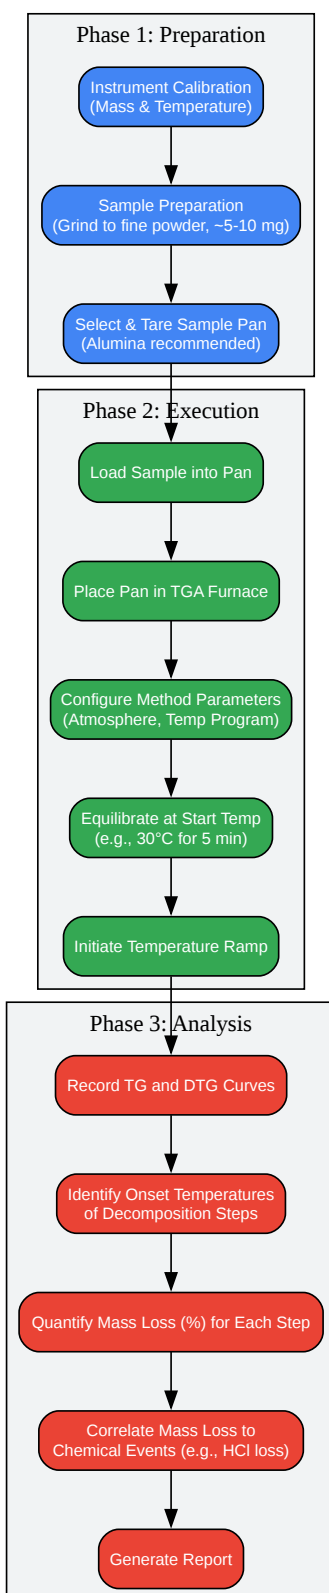 Phase 1: Preparation
Instrument Calibration
(Mass & Temperature)
Sample Preparation
(Grind to fine powder, ~5-10 mg)
Select & Tare Sample Pan
(Alumina recommended)
Phase 2: Execution
Load Sample into Pan
Place Pan in TGA Furnace
Configure Method Parameters
(Atmosphere, Temp Program)
Equilibrate at Start Temp
(e.g., 30°C for 5 min)
Initiate Temperature Ramp
Phase 3: Analysis
Record TG and DTG Curves
Identify Onset Temperatures
of Decomposition Steps
Quantify Mass Loss (%) for Each Step
Correlate Mass Loss to
Chemical Events (e.g., HCl loss)
Generate Report